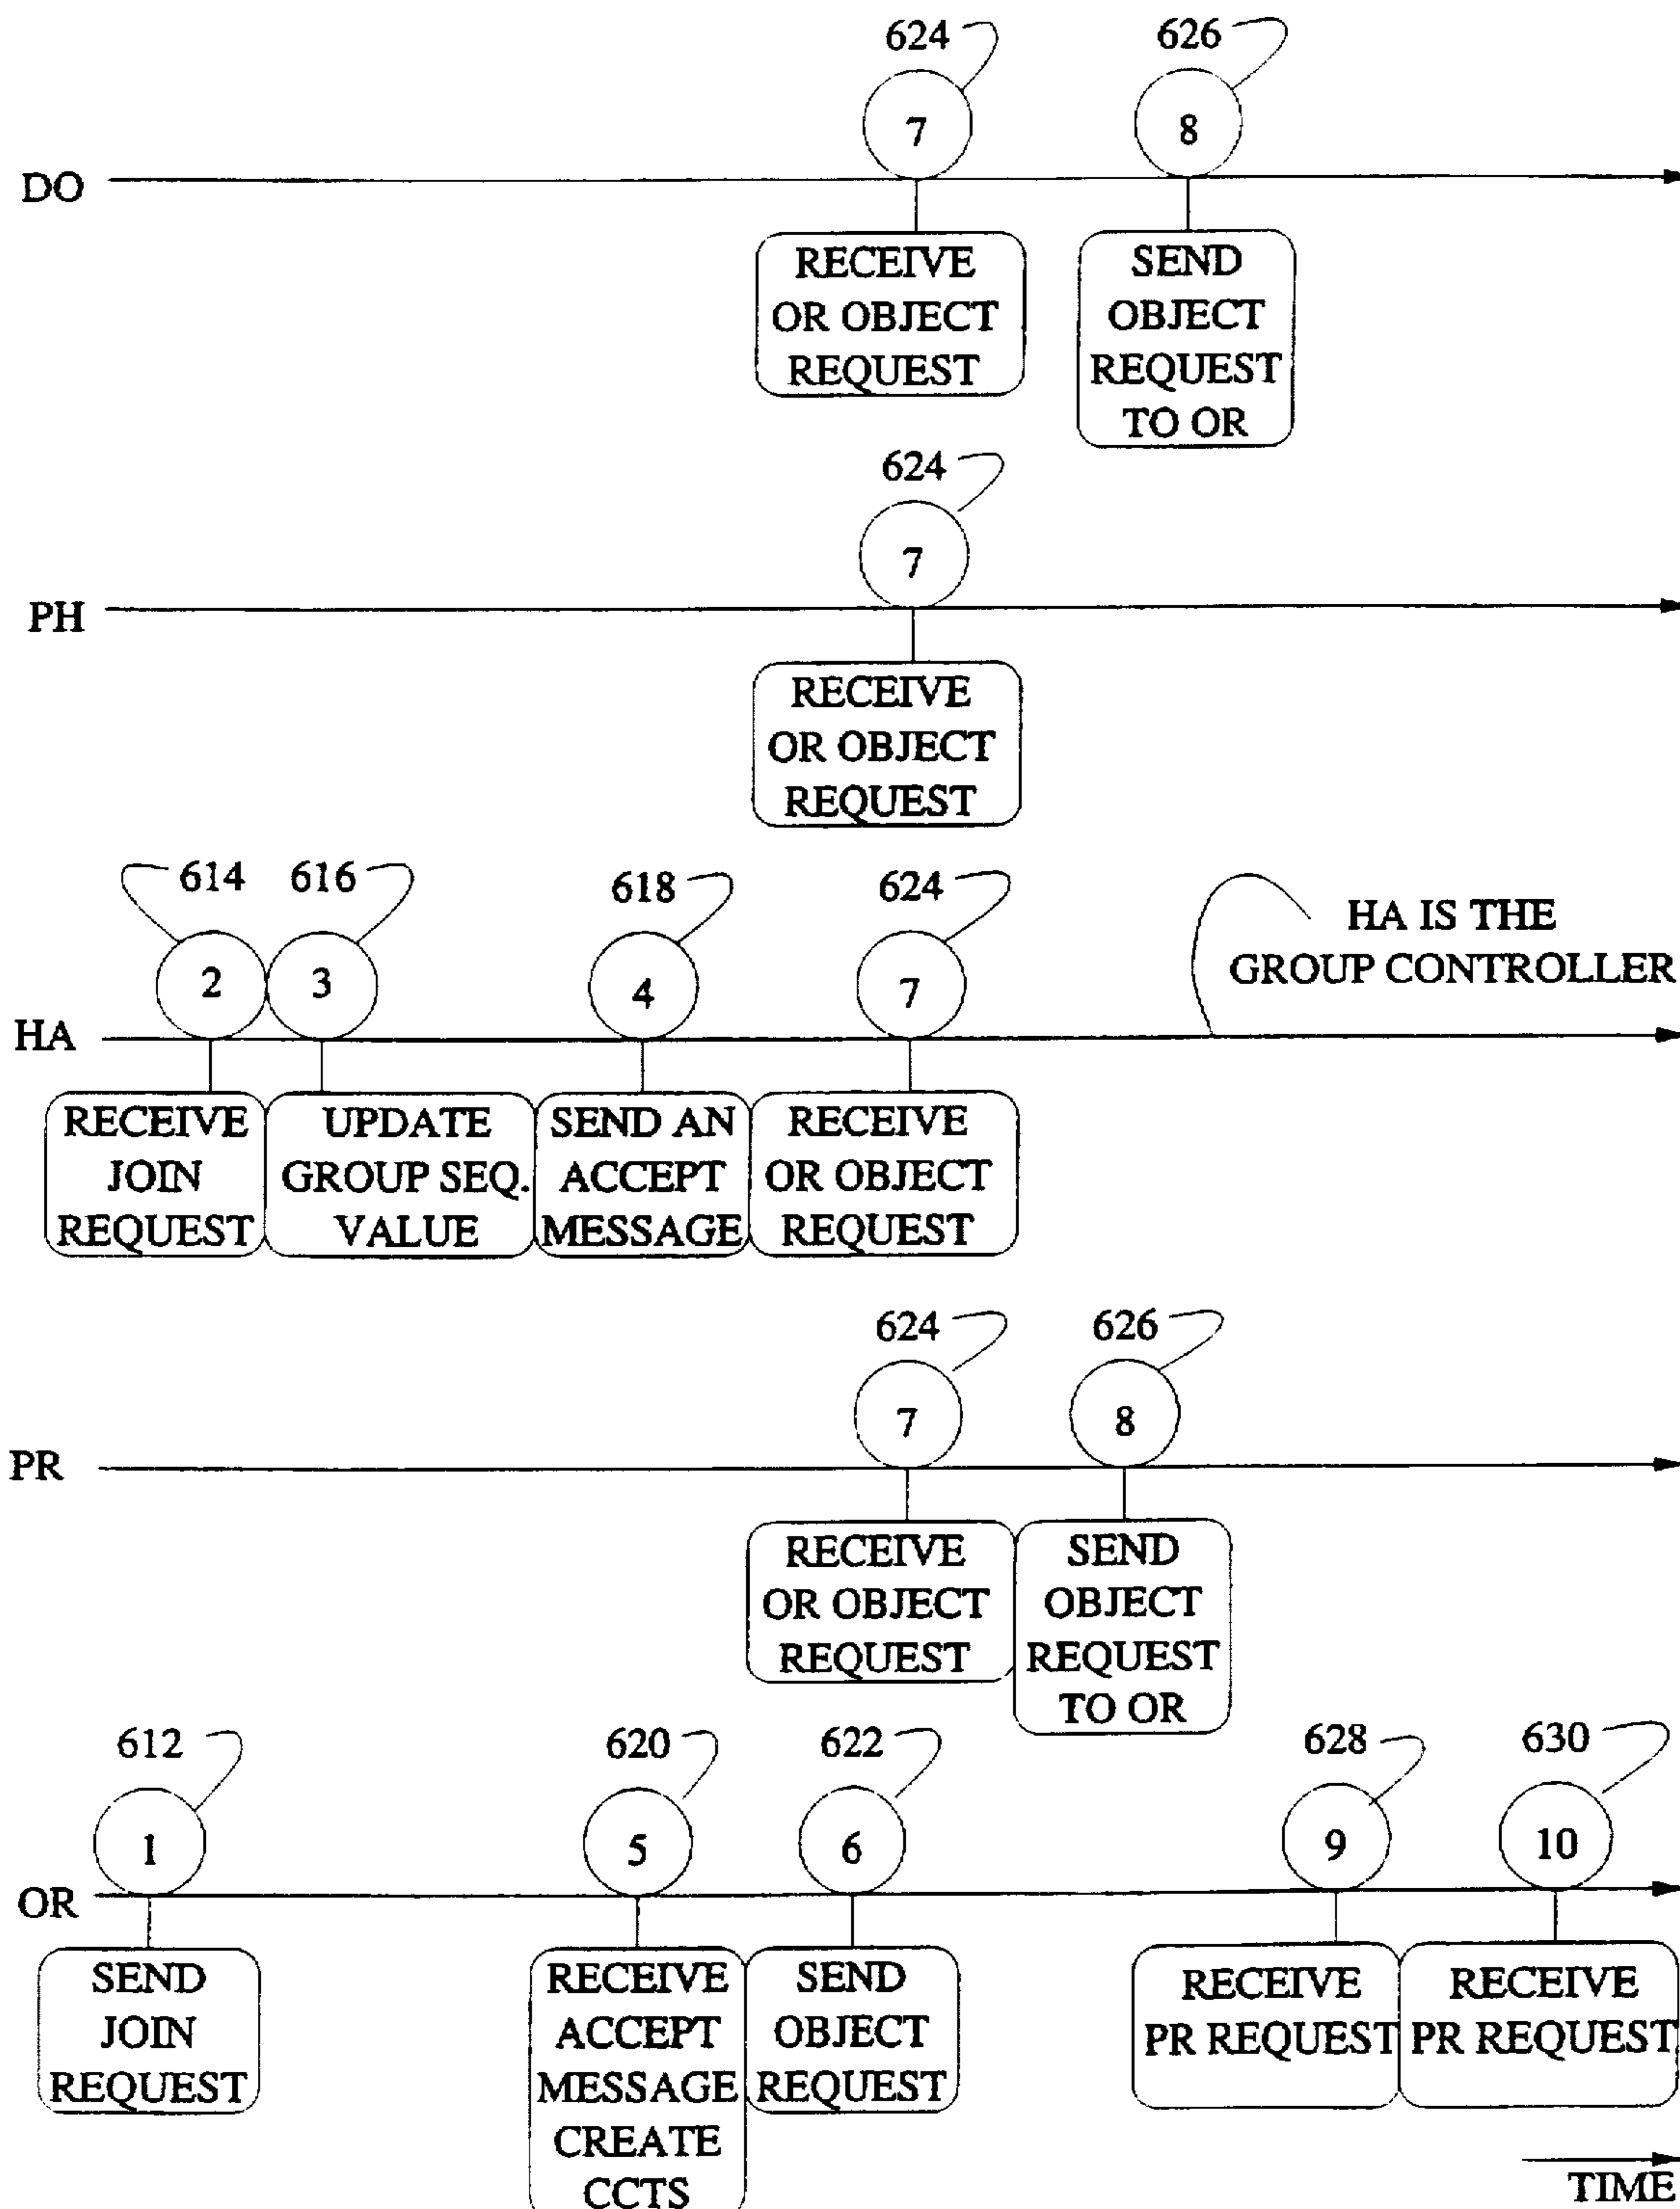 624 626
7 8
DO
RECEIVE
OR OBJECT
REQUEST
SEND
OBJECT
REQUEST
TO OR
624
7
PH
RECEIVE
OR OBJECT
REQUEST
614 616 618 624
HA IS THE
GROUP CONTROLLER
2 3 4 7
HA
RECEIVE
JOIN
REQUEST
UPDATE
GROUP SEQ.
VALUE
SEND AN
ACCEPT
MESSAGE
RECEIVE
OR OBJECT
REQUEST
624 626
7 8
PR
RECEIVE
OR OBJECT
REQUEST
SEND
OBJECT
REQUEST
TO OR
612 620 622 628 630
1 5 6 9 10
OR
SEND
JOIN
REQUEST
RECEIVE
ACCEPT
MESSAGE
CREATE
CCTS
SEND
OBJECT
REQUEST
RECEIVE
PR REQUEST
RECEIVE
PR REQUEST
TIME